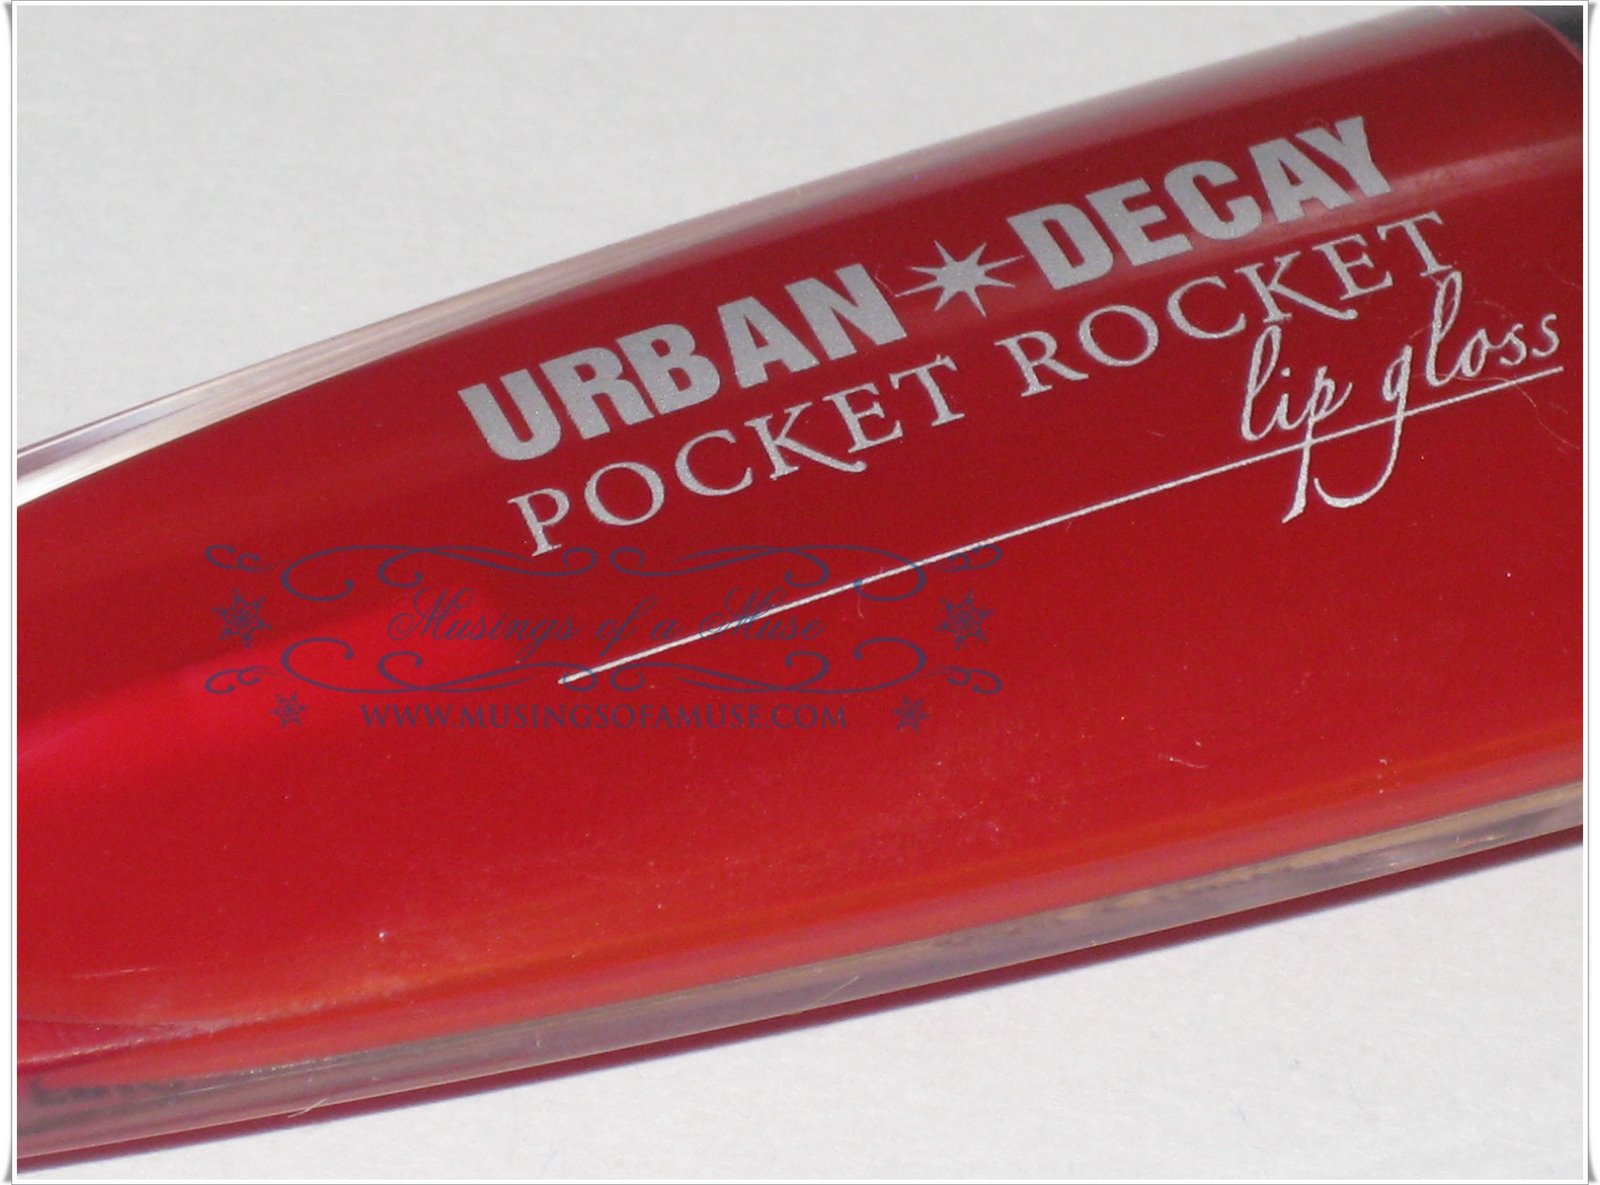 URBAN DECAY
POCKET ROCKET
lip gloss
Musings of a Muse
WWW.MUSINGSOFAMUSE.COM